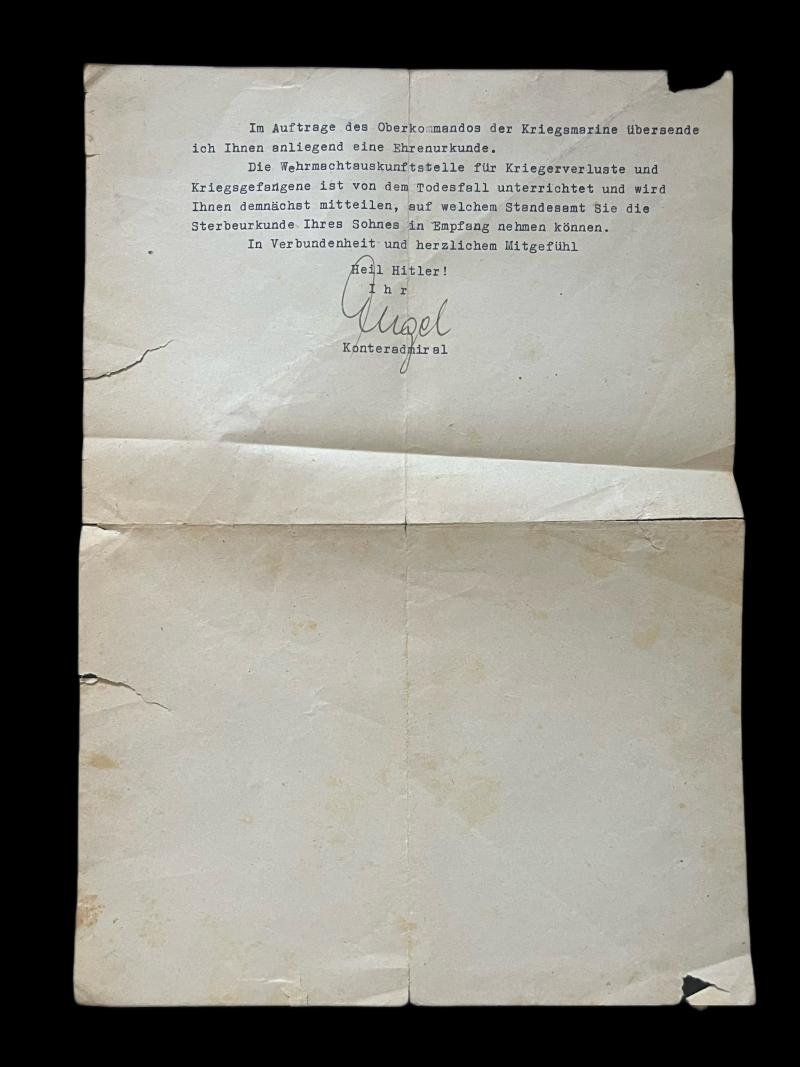 Im Auftrage des Oberkommandos der Kriegsmarine übersende
ich Ihnen anliegend eine Ehrenurkunde.
Die Wehrmachtauskunftstelle für Kriegerverluste und
Kriegsgefangene ist von dem Todesfall unterrichtet und wird
Ihnen demnächst mitteilen, auf welchem Standesamt Sie die
Sterbeurkunde Ihres Sohnes in Empfang nehmen können.
In Verbundenheit und herzlichem Mitgefühl
Heil Hitler!
I h r
Engel
Konteradmiral